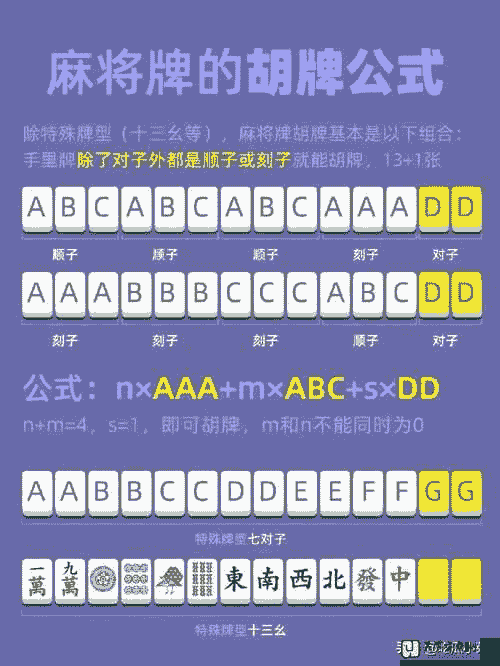 麻将牌的胡牌公式
除特殊牌型（十三幺等），麻将牌胡牌基本是以下组合：
手里牌除了对子外都是顺子或刻子就能胡牌，13+1张
A B C A B C A B C A A A D D
顺子 顺子 顺子 刻子 对子
A A A B B B C C C A B C D D
刻子 刻子 刻子 顺子 对子
公式：n×AAA+m×ABC+s×DD
n+m=4，s=1，即可胡牌，m和n不能同时为0
A A B B C C D D E E F F G G
特殊牌型七对子
一萬 九萬 東 南 西 北 發 中
特殊牌型十三幺